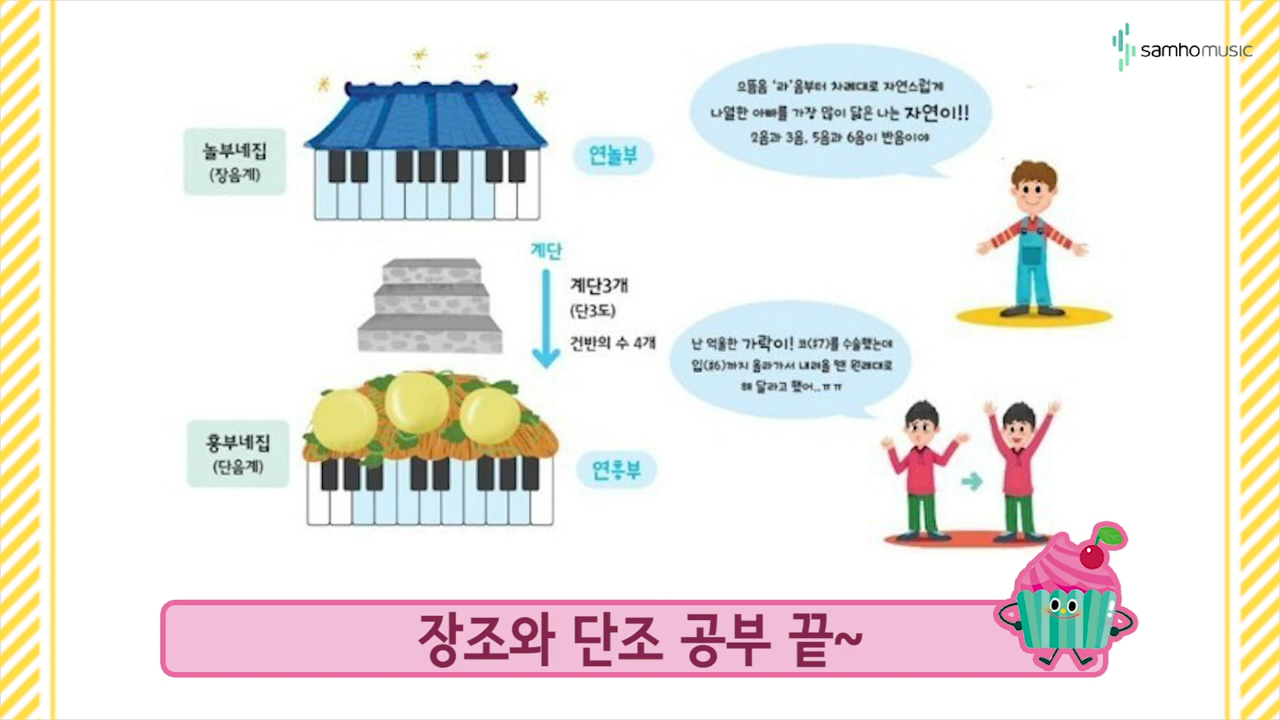 samhomusic
으뜸음 '라'음부터 차례대로 자연스럽게
나열한 아빠를 가장 많이 닮은 나는 자연이!!
2음과 3음, 5음과 6음이 반음이야
놀부네집
(장음계)
연놀부
계단
계단3개
(단3도)
건반의 수 4개
난 억울한 가락이! 코(#7)를 수술했는데
입(#6)까지 올라가서 내려올 땐 원래대로
해 달라고 했어..ㅠㅠ
흥부네집
(단음계)
연흥부
장조와 단조 공부 끝~